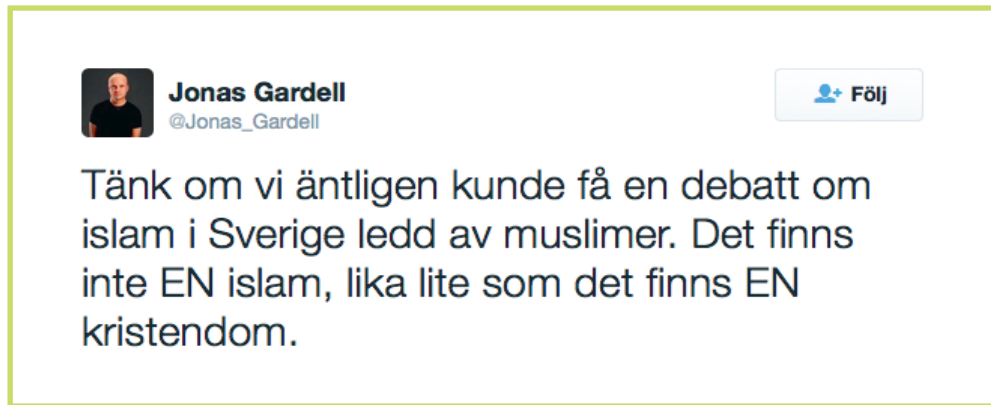 Jonas Gardell
@Jonas_Gardell
Följ
Tänk om vi äntligen kunde få en debatt om
islam i Sverige ledd av muslimer. Det finns
inte EN islam, lika lite som det finns EN
kristendom.